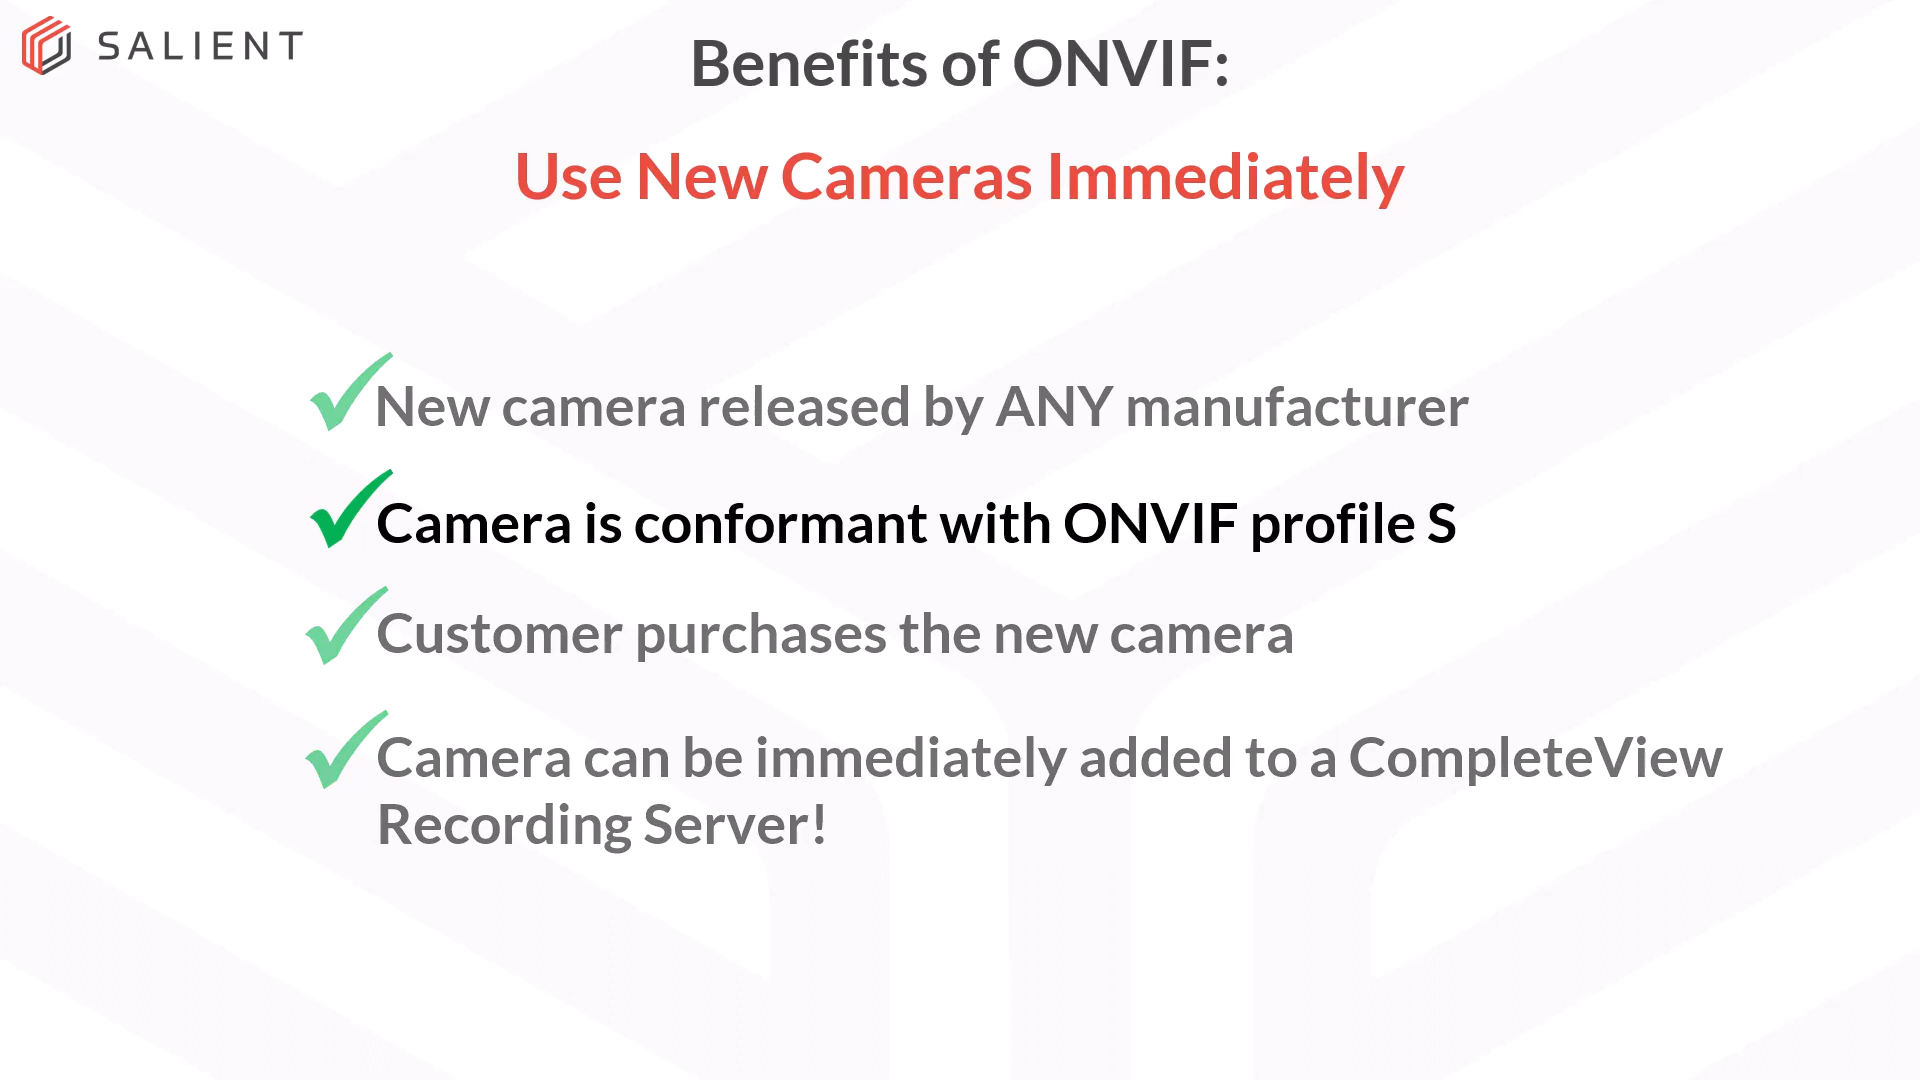 SALIENT
Benefits of ONVIF:
Use New Cameras Immediately
New camera released by ANY manufacturer
Camera is conformant with ONVIF profile S
Customer purchases the new camera
Camera can be immediately added to a CompleteView
Recording Server!